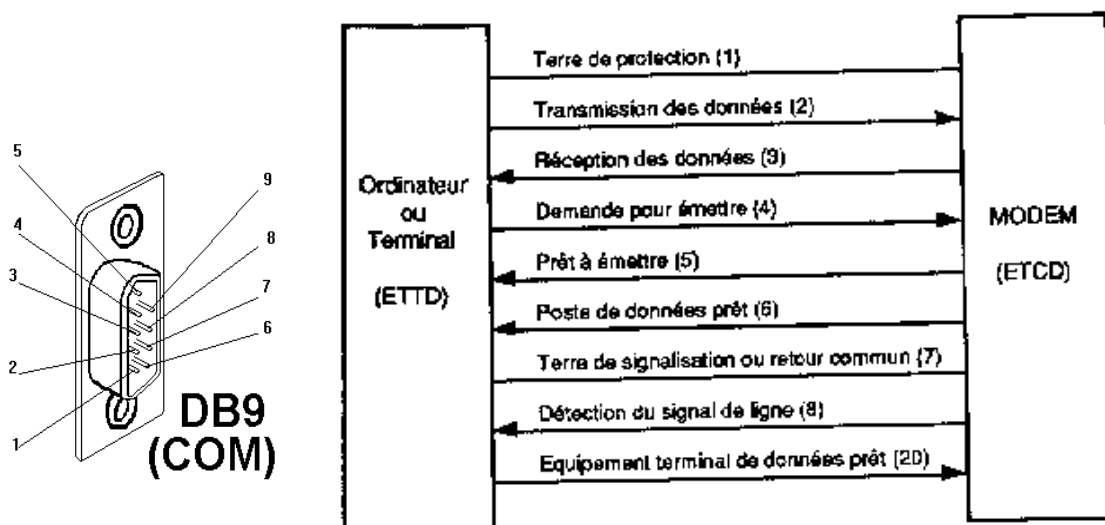 5
4
3
2
1
9
8
7
6
DB9
(COM)
Ordinateur
ou
Terminal
(ETTD)
Terre de protection (1)
Transmission des données (2)
Réception des données (3)
Demande pour émettre (4)
Prêt à émettre (5)
Poste de données prêt (6)
Terre de signalisation ou retour commun (7)
Détection du signal de ligne (8)
Equipement terminal de données prêt (20)
MODEM
(ETCD)